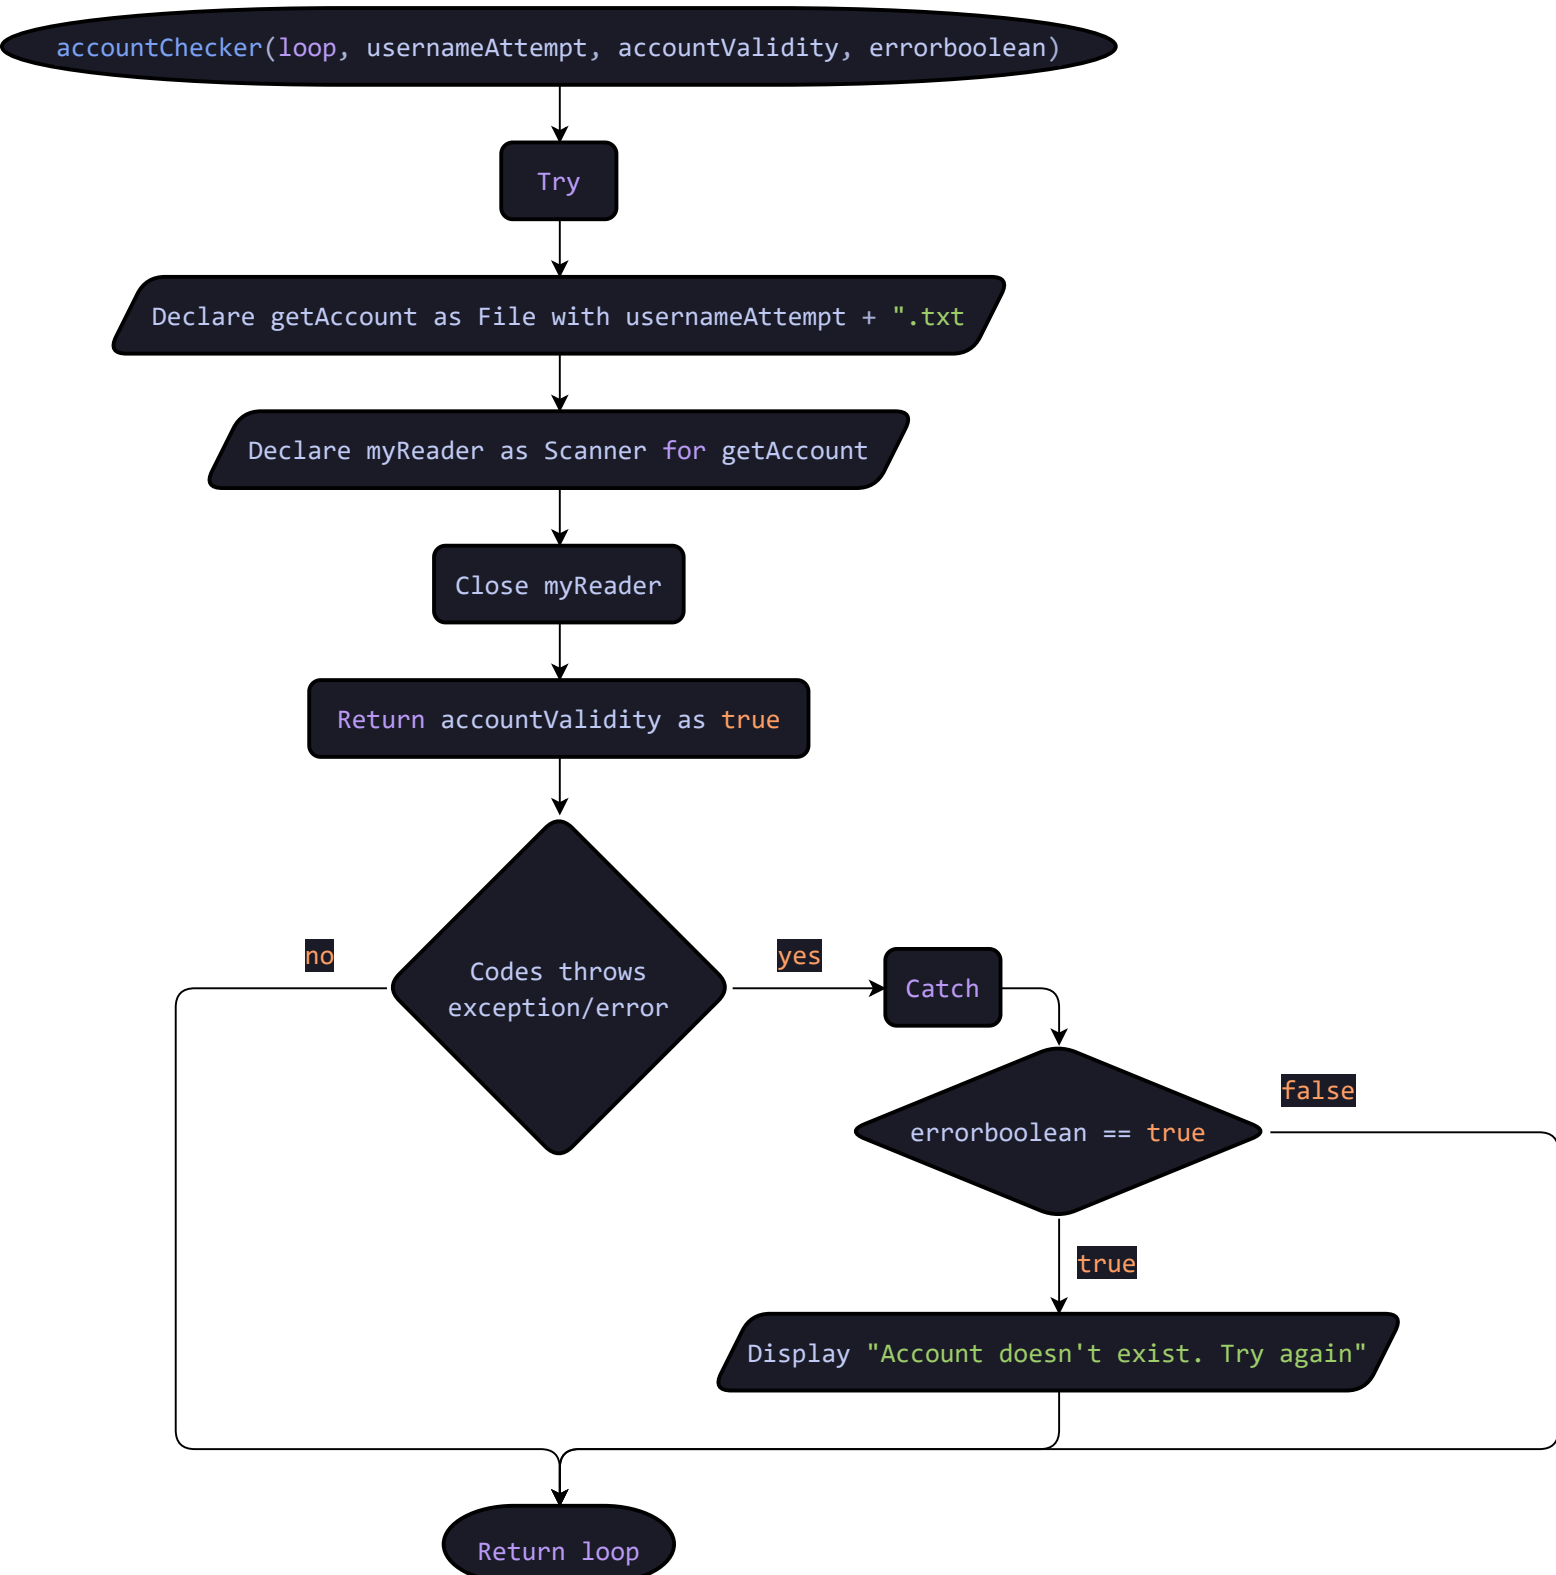 accountChecker(loop, usernameAttempt, accountValidity, errorboolean)
Try
Declare getAccount as File with usernameAttempt + ".txt
Declare myReader as Scanner for getAccount
Close myReader
Return accountValidity as true
Codes throws
exception/error
no
yes
Catch
errorboolean == true
false
true
Display "Account doesn't exist. Try again"
Return loop